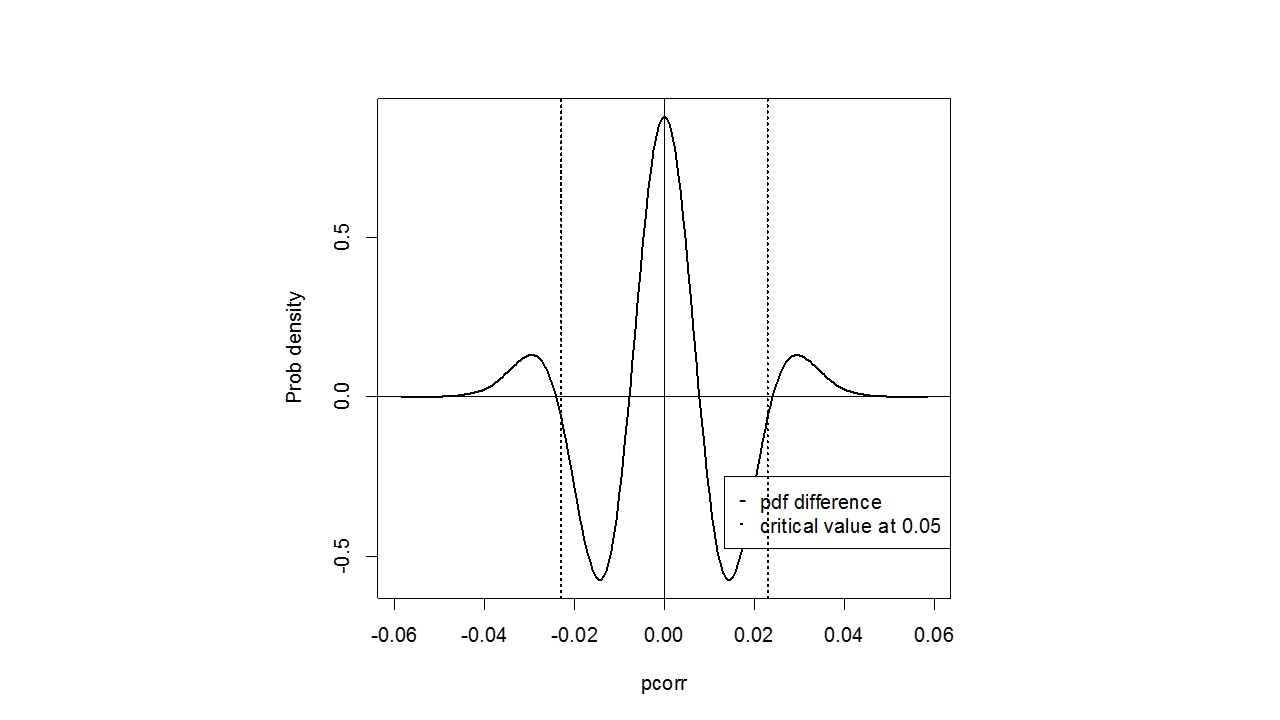 0.5
0.0
-0.5
Prob density
pdf difference
critical value at 0.05
-0.06 -0.04 -0.02 0.00 0.02 0.04 0.06
pcorr